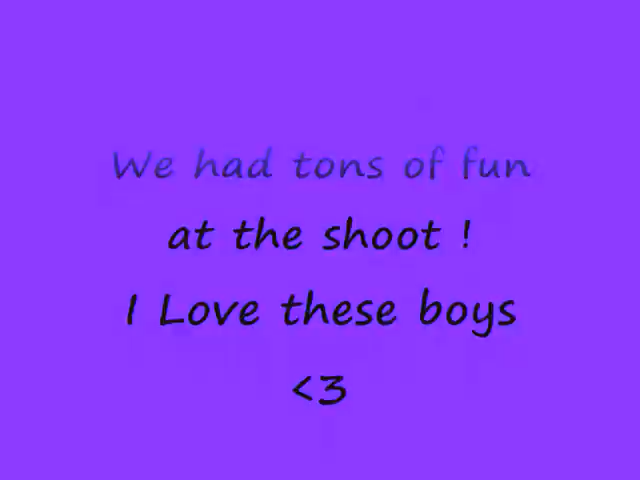 We had tons of fun
at the shoot !
I Love these boys
<3